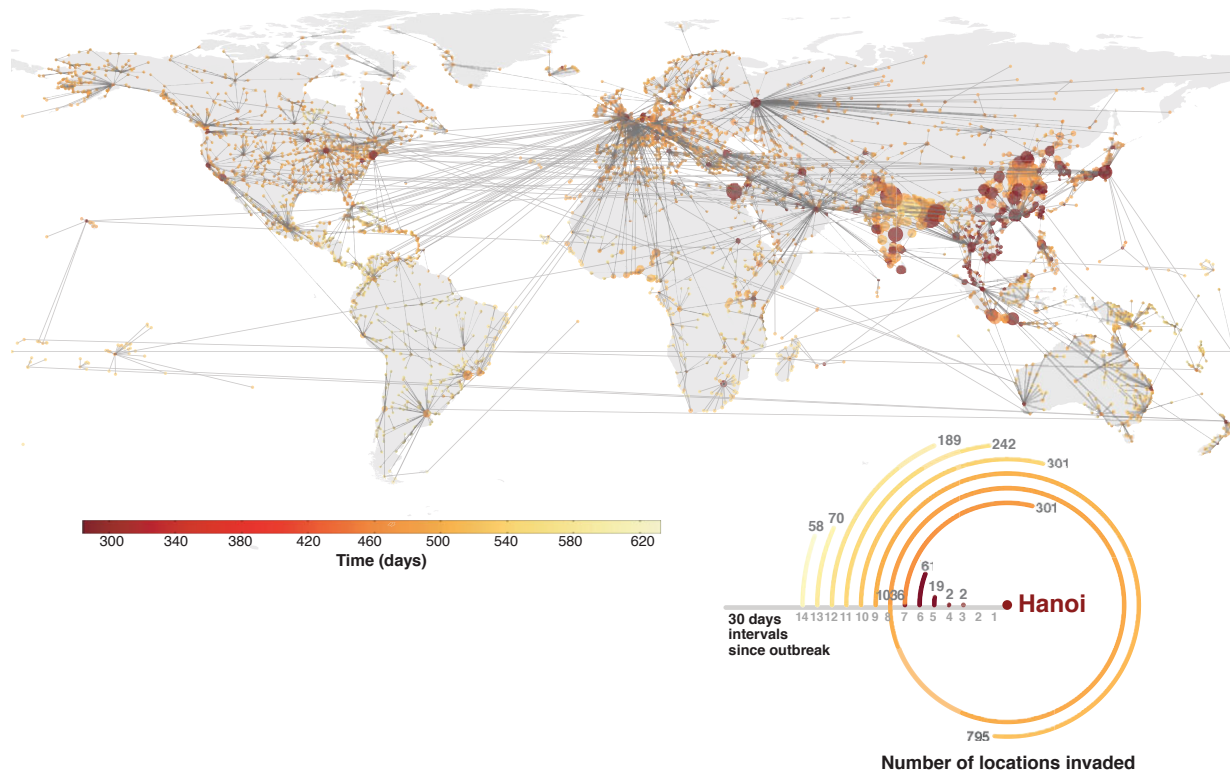 189
242
301
301
58
70
61
19
2
2
1036
Hanoi
14 13 12 11 10 9 8 7 6 5 4 3 2 1
30 days
intervals
since outbreak
300 340 380 420 460 500 540 580 620
Time (days)
795
Number of locations invaded